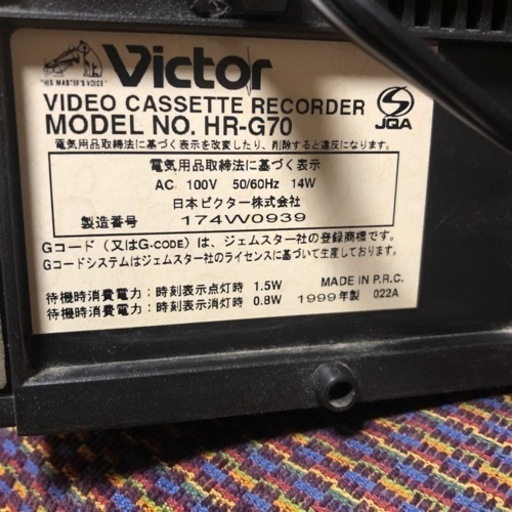 "HIS MASTER'S VOICE"
Victor
VIDEO CASSETTE RECORDER
MODEL NO. HR-G70
JQA
電気用品取締法に基づく表示を改変したり、削除すると違反になります。
電気用品取締法に基づく表示
AC 100V 50/60Hz 14W
日本ビクター株式会社
製造番号 174W0939
Gコード(又はG-CODE)は、ジェムスター社の登録商標です。
Gコードシステムはジェムスター社のライセンスに基づいて生産しております。
待機時消費電力:時刻表示点灯時 1.5W
待機時消費電力:時刻表示消灯時 0.8W
MADE IN P.R.C.
1999年製 022A